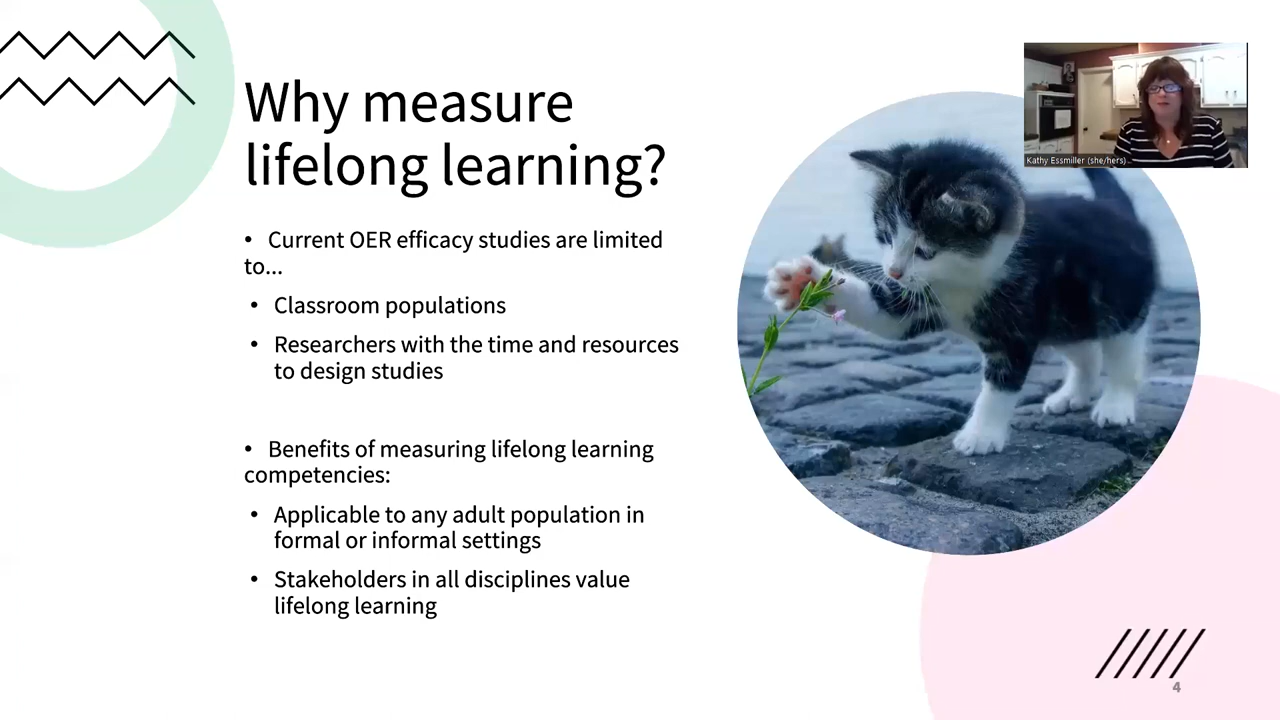 Why measure
lifelong learning?
• Current OER efficacy studies are limited
to...
• Classroom populations
• Researchers with the time and resources
to design studies
• Benefits of measuring lifelong learning
competencies:
• Applicable to any adult population in
formal or informal settings
• Stakeholders in all disciplines value
lifelong learning
Kathy Essmiller (she/hers)
4